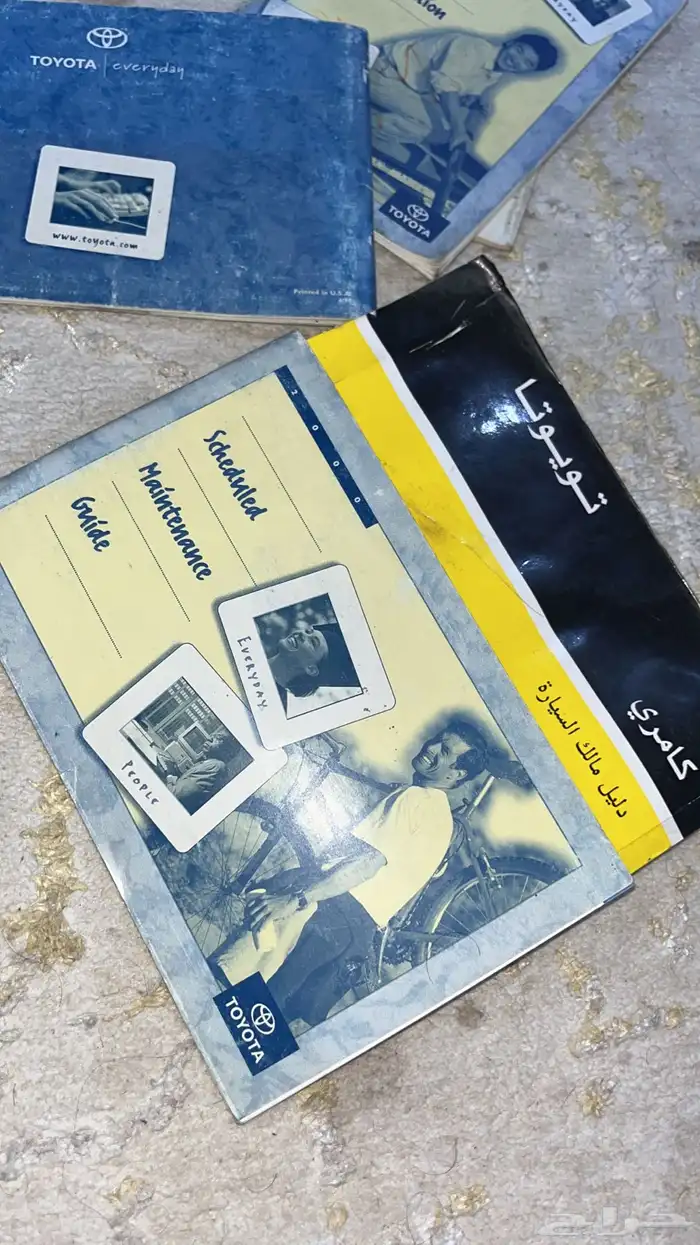 TOYOTA everyday
www.toyota.com
Printed in U.S.A.
TOYOTA
2000
Scheduled
Maintenance
Guide
EVERYDAY
PEOPLE
TOYOTA
تويوتا
كامري
دليل مالك السيارة
حراج